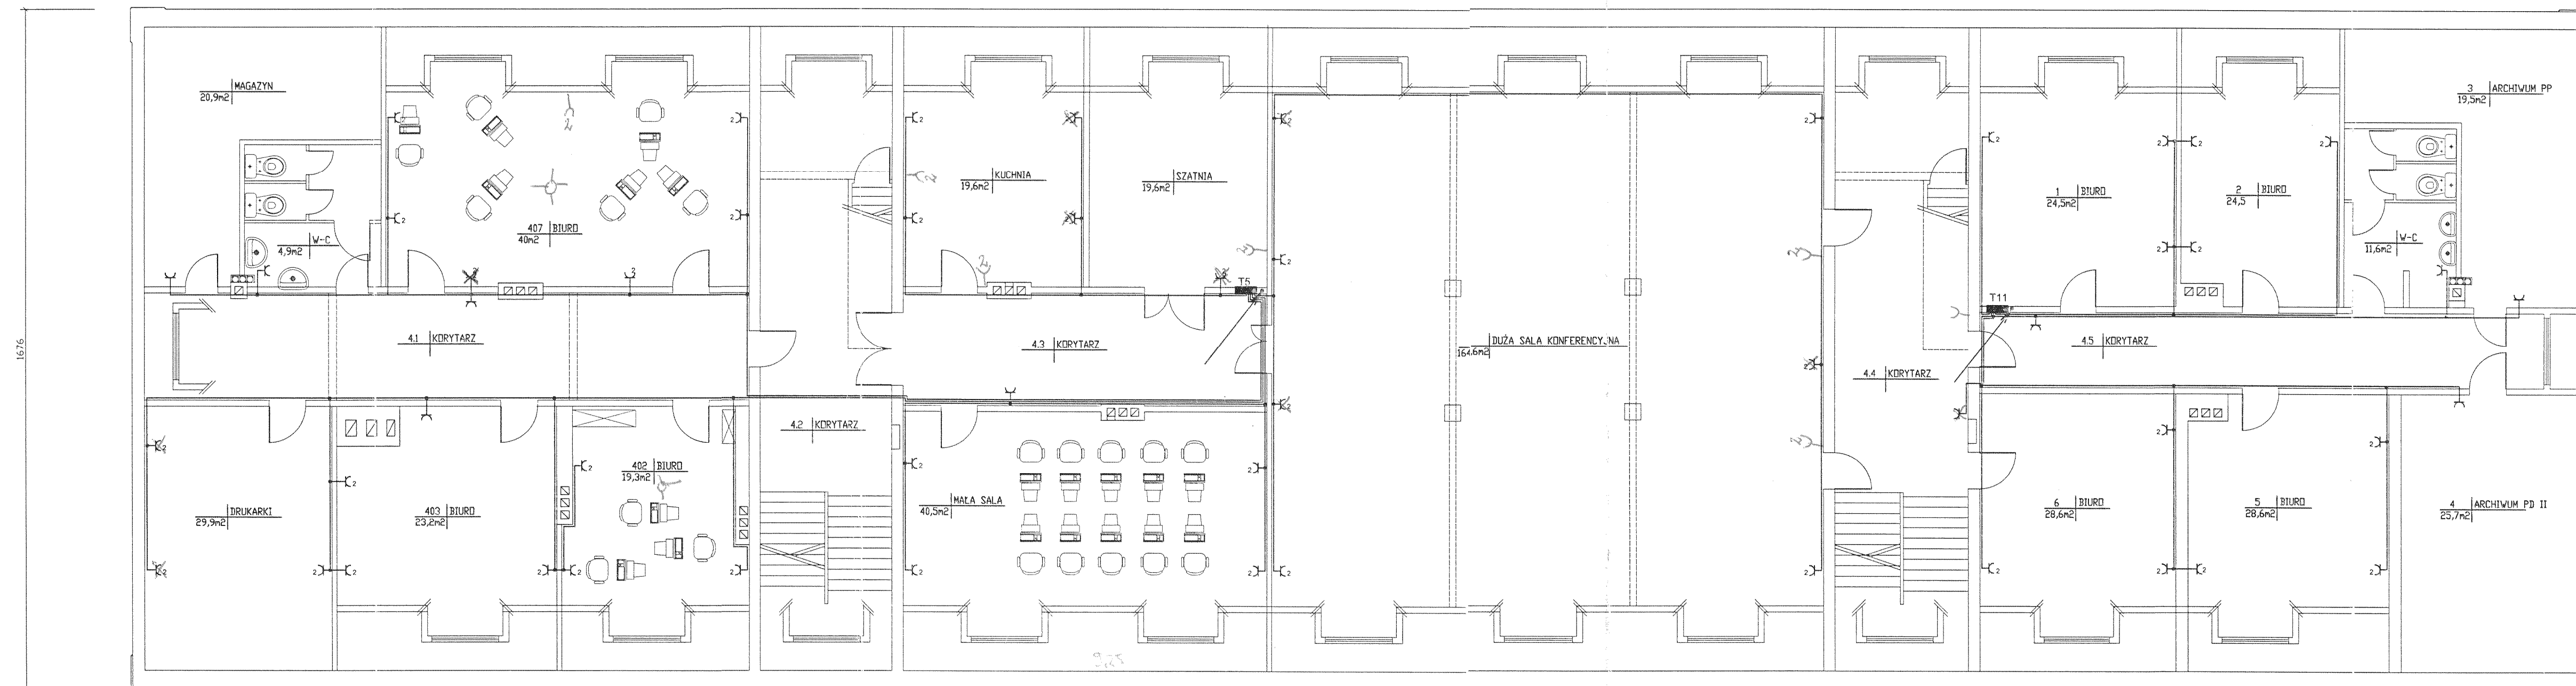 MAGAZYN
20,9m2
W-C
4,9m2
407 BIURO
40m2
KUCHNIA
19,6m2
SZATNIA
19,6m2
T5
DUŻA SALA KONFERENCYJNA
164,6m2
1 BIURO
24,5m2
2 BIURO
24,5
3 ARCHIWUM PP
19,5m2
W-C
11,6m2
T11
1676
4.1 KORYTARZ
4.3 KORYTARZ
4.4 KORYTARZ
4.5 KORYTARZ
4.2 KORYTARZ
DRUKARKI
29,9m2
403 BIURO
23,2m2
402 BIURO
19,3m2
MAŁA SALA
40,5m2
6 BIURO
28,6m2
5 BIURO
28,6m2
4 ARCHIWUM PD II
25,7m2
9,25